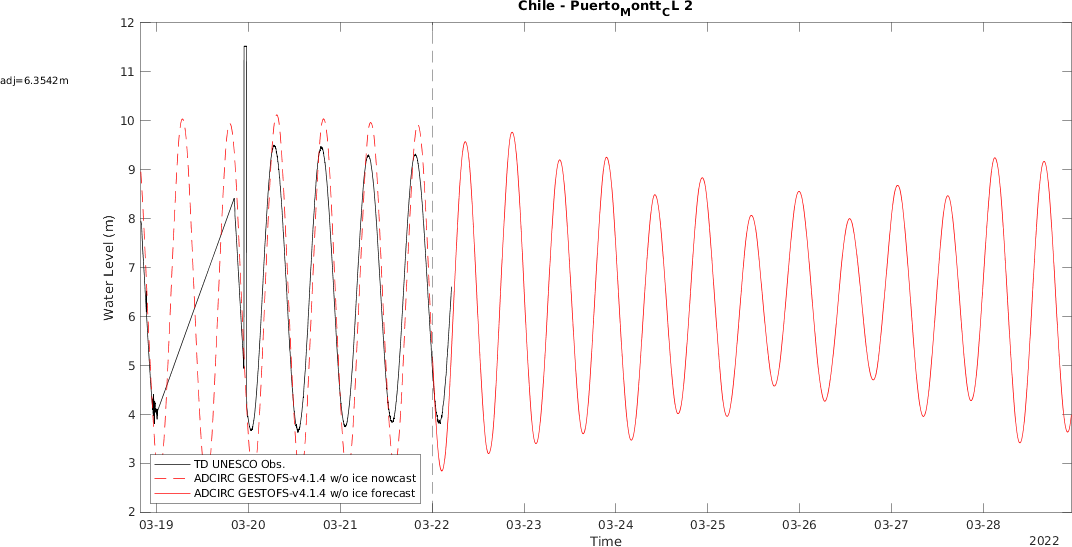 Chile - PuertoMonttCL 2
adj=6.3542m
12
11
10
9
8
7
6
5
4
3
2
Water Level (m)
TD UNESCO Obs.
ADCIRC GESTOFS-v4.1.4 w/o ice nowcast
ADCIRC GESTOFS-v4.1.4 w/o ice forecast
03-19 03-20 03-21 03-22 03-23 03-24 03-25 03-26 03-27 03-28
Time
2022